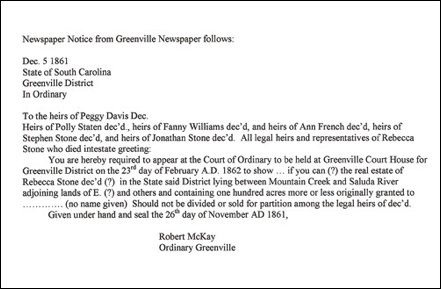 Newspaper Notice from Greenville Newspaper follows:
Dec. 5 1861
State of South Carolina
Greenville District
In Ordinary
To the heirs of Peggy Davis Dec.
Heirs of Polly Staten dec'd., heirs of Fanny Williams dec'd, and heirs of Ann French dec'd, heirs of
Stephen Stone dec'd, and heirs of Jonathan Stone dec'd. All legal heirs and representatives of Rebecca
Stone who died intestate greeting:
You are hereby required to appear at the Court of Ordinary to be held at Greenville Court House for
Greenville District on the 23rd day of February A.D. 1862 to show ... if you can (?) the real estate of
Rebecca Stone dec'd (?) in the State said District lying between Mountain Creek and Saluda River
adjoining lands of E. (?) and others and containing one hundred acres more or less originally granted to
............. (no name given) Should not be divided or sold for partition among the legal heirs of dec'd.
Given under hand and seal the 26th day of November AD 1861,
Robert McKay
Ordinary Greenville